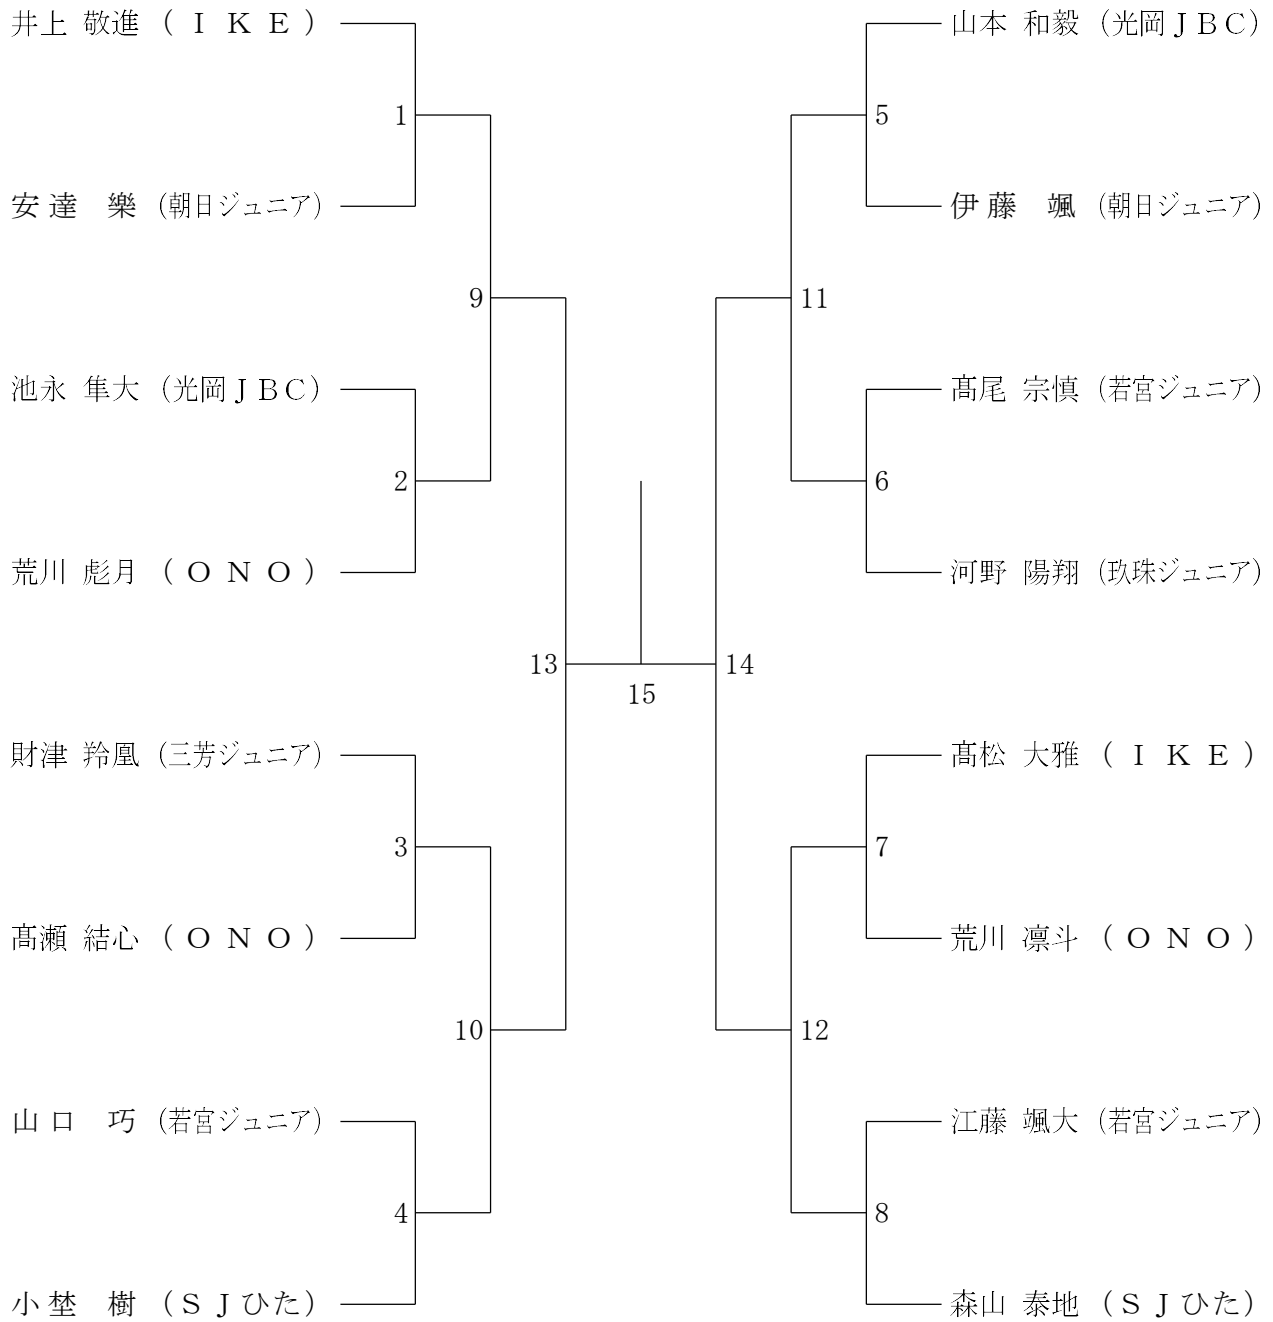 井上 敬進 （ＩＫＥ）
1
安達 樂 （朝日ジュニア）
9
池永 隼大 （光岡ＪＢＣ）
2
荒川 彪月 （ＯＮＯ）
13
財津 羚凰 （三芳ジュニア）
3
髙瀬 結心 （ＯＮＯ）
10
山口 巧 （若宮ジュニア）
4
小埜 樹 （ＳＪひた）
15
山本 和毅 （光岡ＪＢＣ）
5
伊藤 颯 （朝日ジュニア）
11
髙尾 宗慎 （若宮ジュニア）
6
河野 陽翔 （玖珠ジュニア）
14
髙松 大雅 （ＩＫＥ）
7
荒川 凛斗 （ＯＮＯ）
12
江藤 颯大 （若宮ジュニア）
8
森山 泰地 （ＳＪひた）